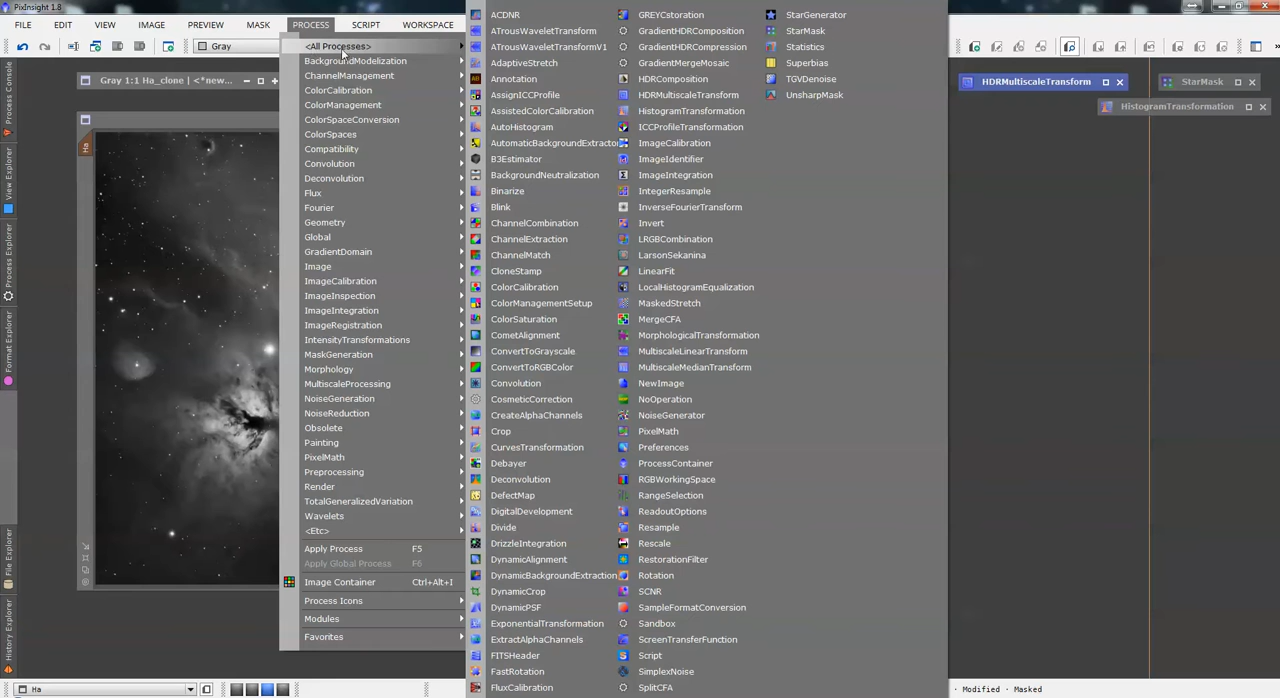 PixInsight 1.8
FILE EDIT VIEW IMAGE PREVIEW MASK PROCESS SCRIPT WORKSPACE
Gray
Gray 1:1 Ha_clone | <*new...
Ha
Process Console
View Explorer
Process Explorer
Format Explorer
File Explorer
History Explorer
<All Processes>
BackgroundModelization
ChannelManagement
ColorCalibration
ColorManagement
ColorSpaceConversion
ColorSpaces
Compatibility
Convolution
Deconvolution
Flux
Fourier
Geometry
Global
GradientDomain
Image
ImageCalibration
ImageInspection
ImageIntegration
ImageRegistration
IntensityTransformations
MaskGeneration
Morphology
MultiscaleProcessing
NoiseGeneration
NoiseReduction
Obsolete
Painting
PixelMath
Preprocessing
Render
TotalGeneralizedVariation
Wavelets
<Etc>
Apply Process F5
Apply Global Process F6
Image Container Ctrl+Alt+I
Process Icons
Modules
Favorites
ACDNR
ATrousWaveletTransform
ATrousWaveletTransformV1
AdaptiveStretch
Annotation
AssignICCProfile
AssistedColorCalibration
AutoHistogram
AutomaticBackgroundExtractor
B3Estimator
BackgroundNeutralization
Binarize
Blink
ChannelCombination
ChannelExtraction
ChannelMatch
CloneStamp
ColorCalibration
ColorManagementSetup
ColorSaturation
CometAlignment
ConvertToGrayscale
ConvertToRGBColor
Convolution
CosmeticCorrection
CreateAlphaChannels
Crop
CurvesTransformation
Debayer
Deconvolution
DefectMap
DigitalDevelopment
Divide
DrizzleIntegration
DynamicAlignment
DynamicBackgroundExtraction
DynamicCrop
DynamicPSF
ExponentialTransformation
ExtractAlphaChannels
FITSHeader
FastRotation
FluxCalibration
GREYCstoration
GradientHDRComposition
GradientHDRCompression
GradientMergeMosaic
HDRComposition
HDRMultiscaleTransform
HistogramTransformation
ICCProfileTransformation
ImageCalibration
ImageIdentifier
ImageIntegration
IntegerResample
InverseFourierTransform
Invert
LRGBCombination
LarsonSekanina
LinearFit
LocalHistogramEqualization
MaskedStretch
MergeCFA
MorphologicalTransformation
MultiscaleLinearTransform
MultiscaleMedianTransform
NewImage
NoOperation
NoiseGenerator
PixelMath
Preferences
ProcessContainer
RGBWorkingSpace
RangeSelection
ReadoutOptions
Resample
Rescale
RestorationFilter
Rotation
SCNR
SampleFormatConversion
Sandbox
ScreenTransferFunction
Script
SimplexNoise
SplitCFA
StarGenerator
StarMask
Statistics
Superbias
TGVDenoise
UnsharpMask
HDRMultiscaleTransform
StarMask
HistogramTransformation
Ha
· Modified · Masked